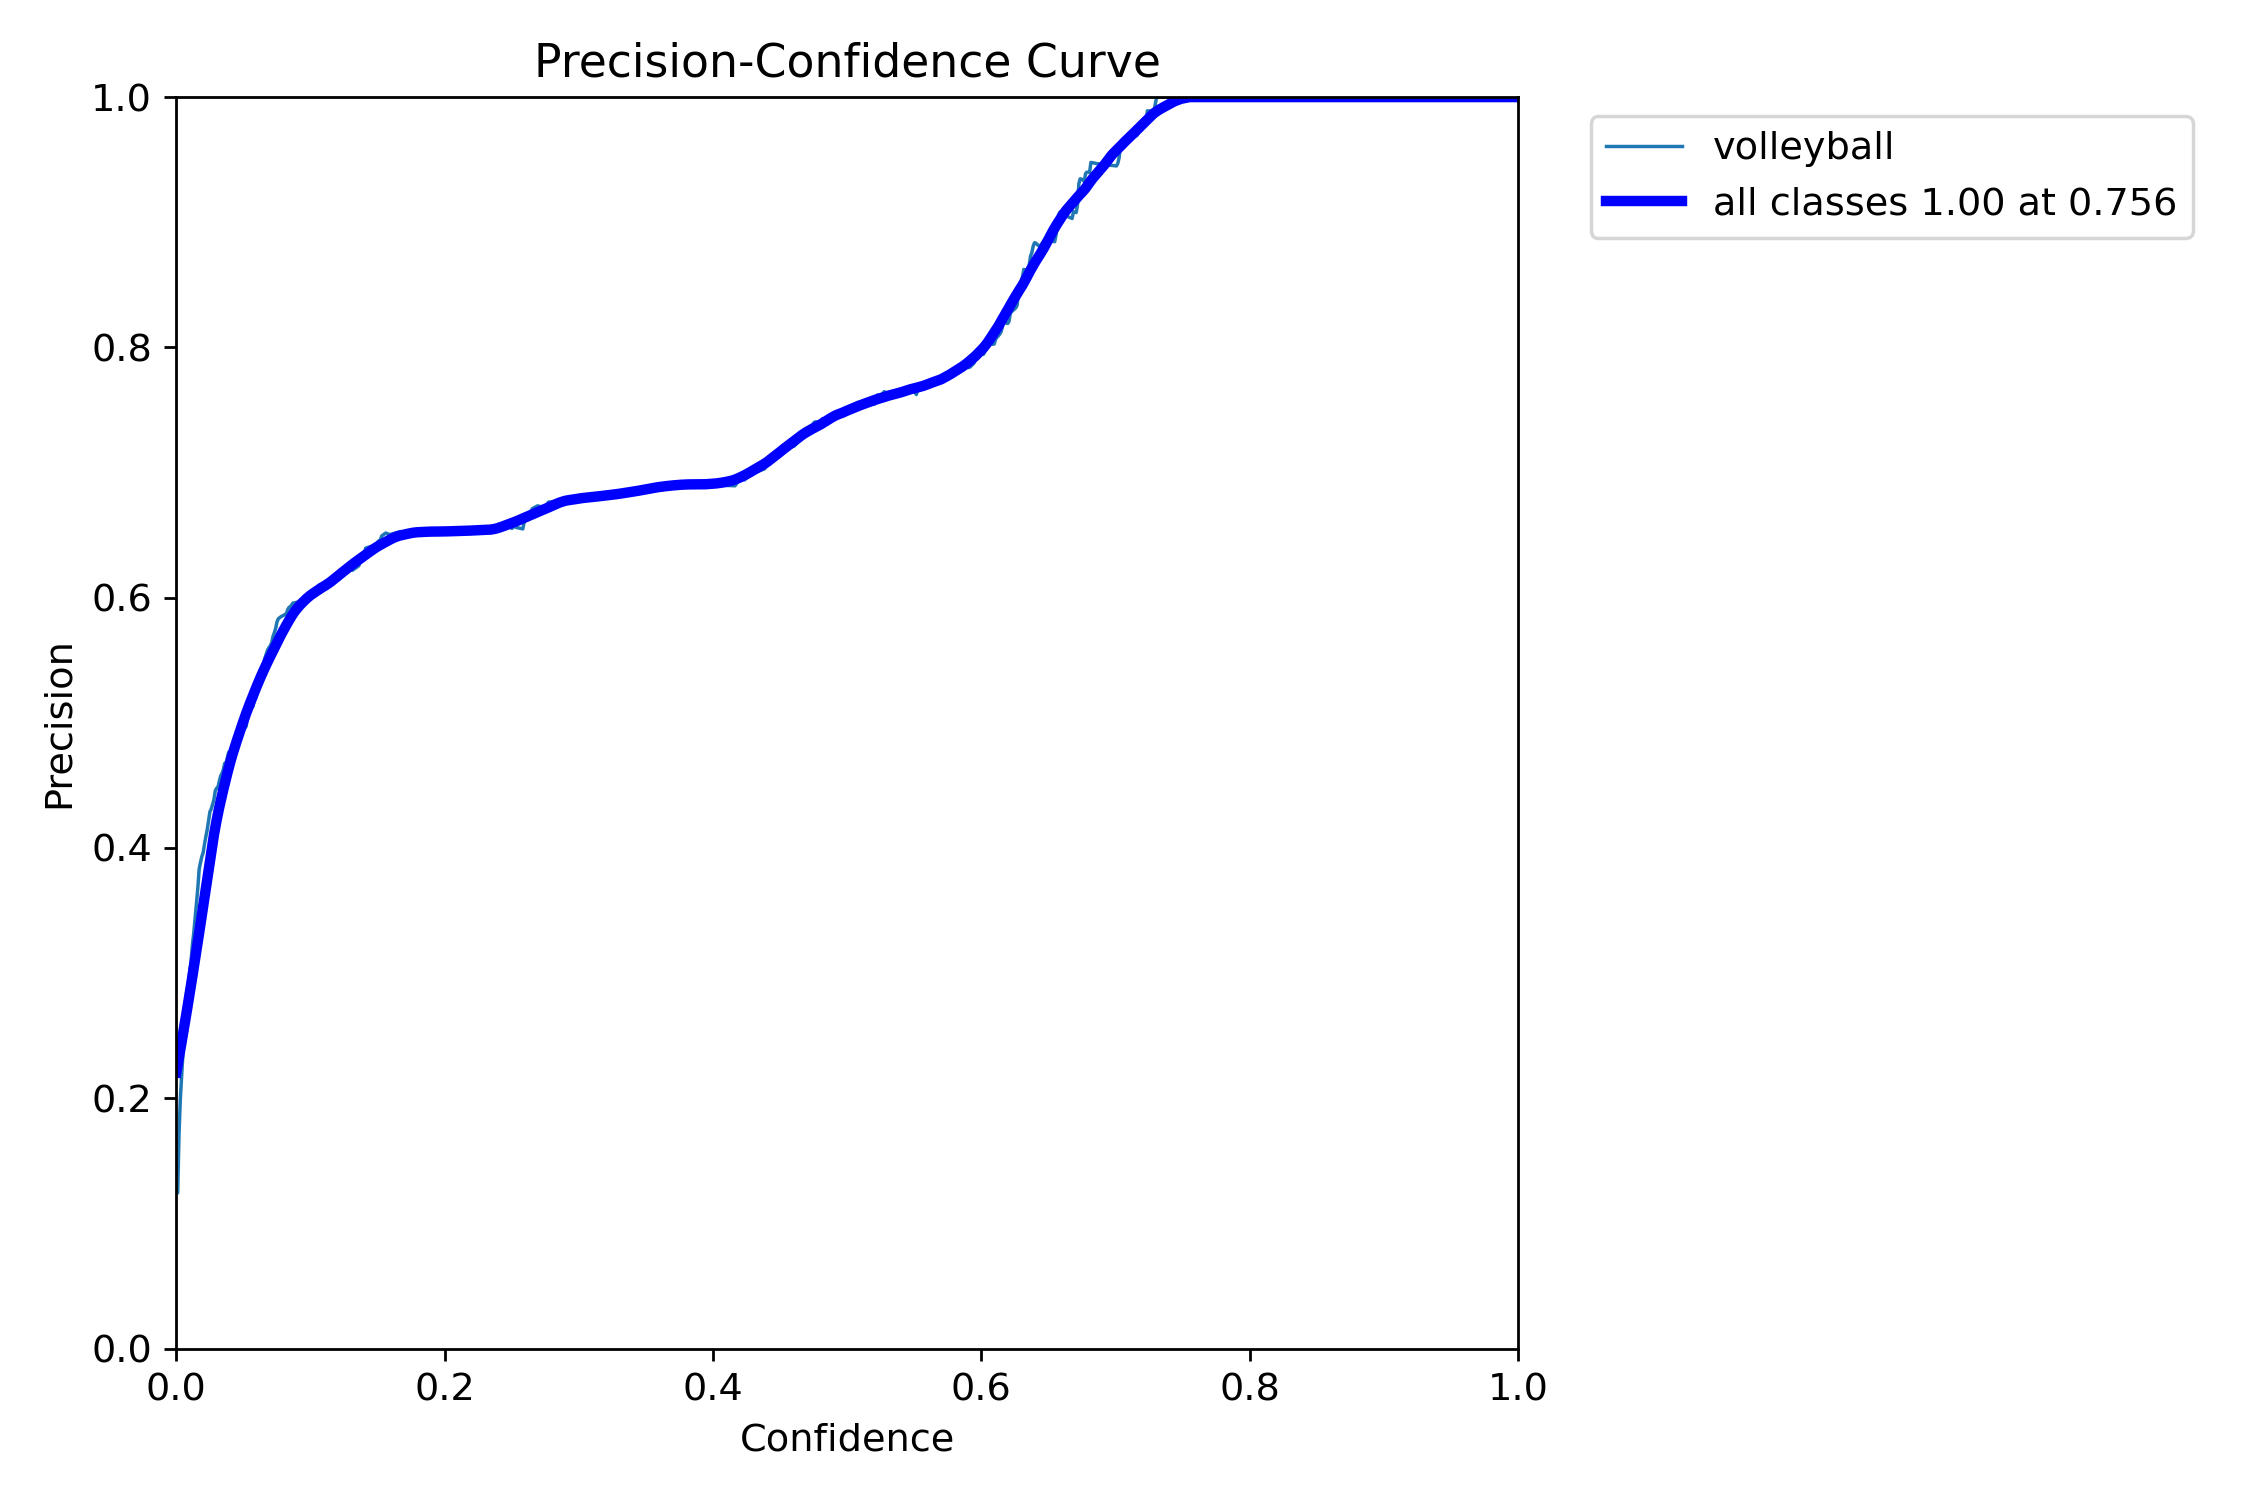 Precision-Confidence Curve
1.0
0.8
0.6
0.4
0.2
0.0
Precision
0.0 0.2 0.4 0.6 0.8 1.0
Confidence
volleyball
all classes 1.00 at 0.756